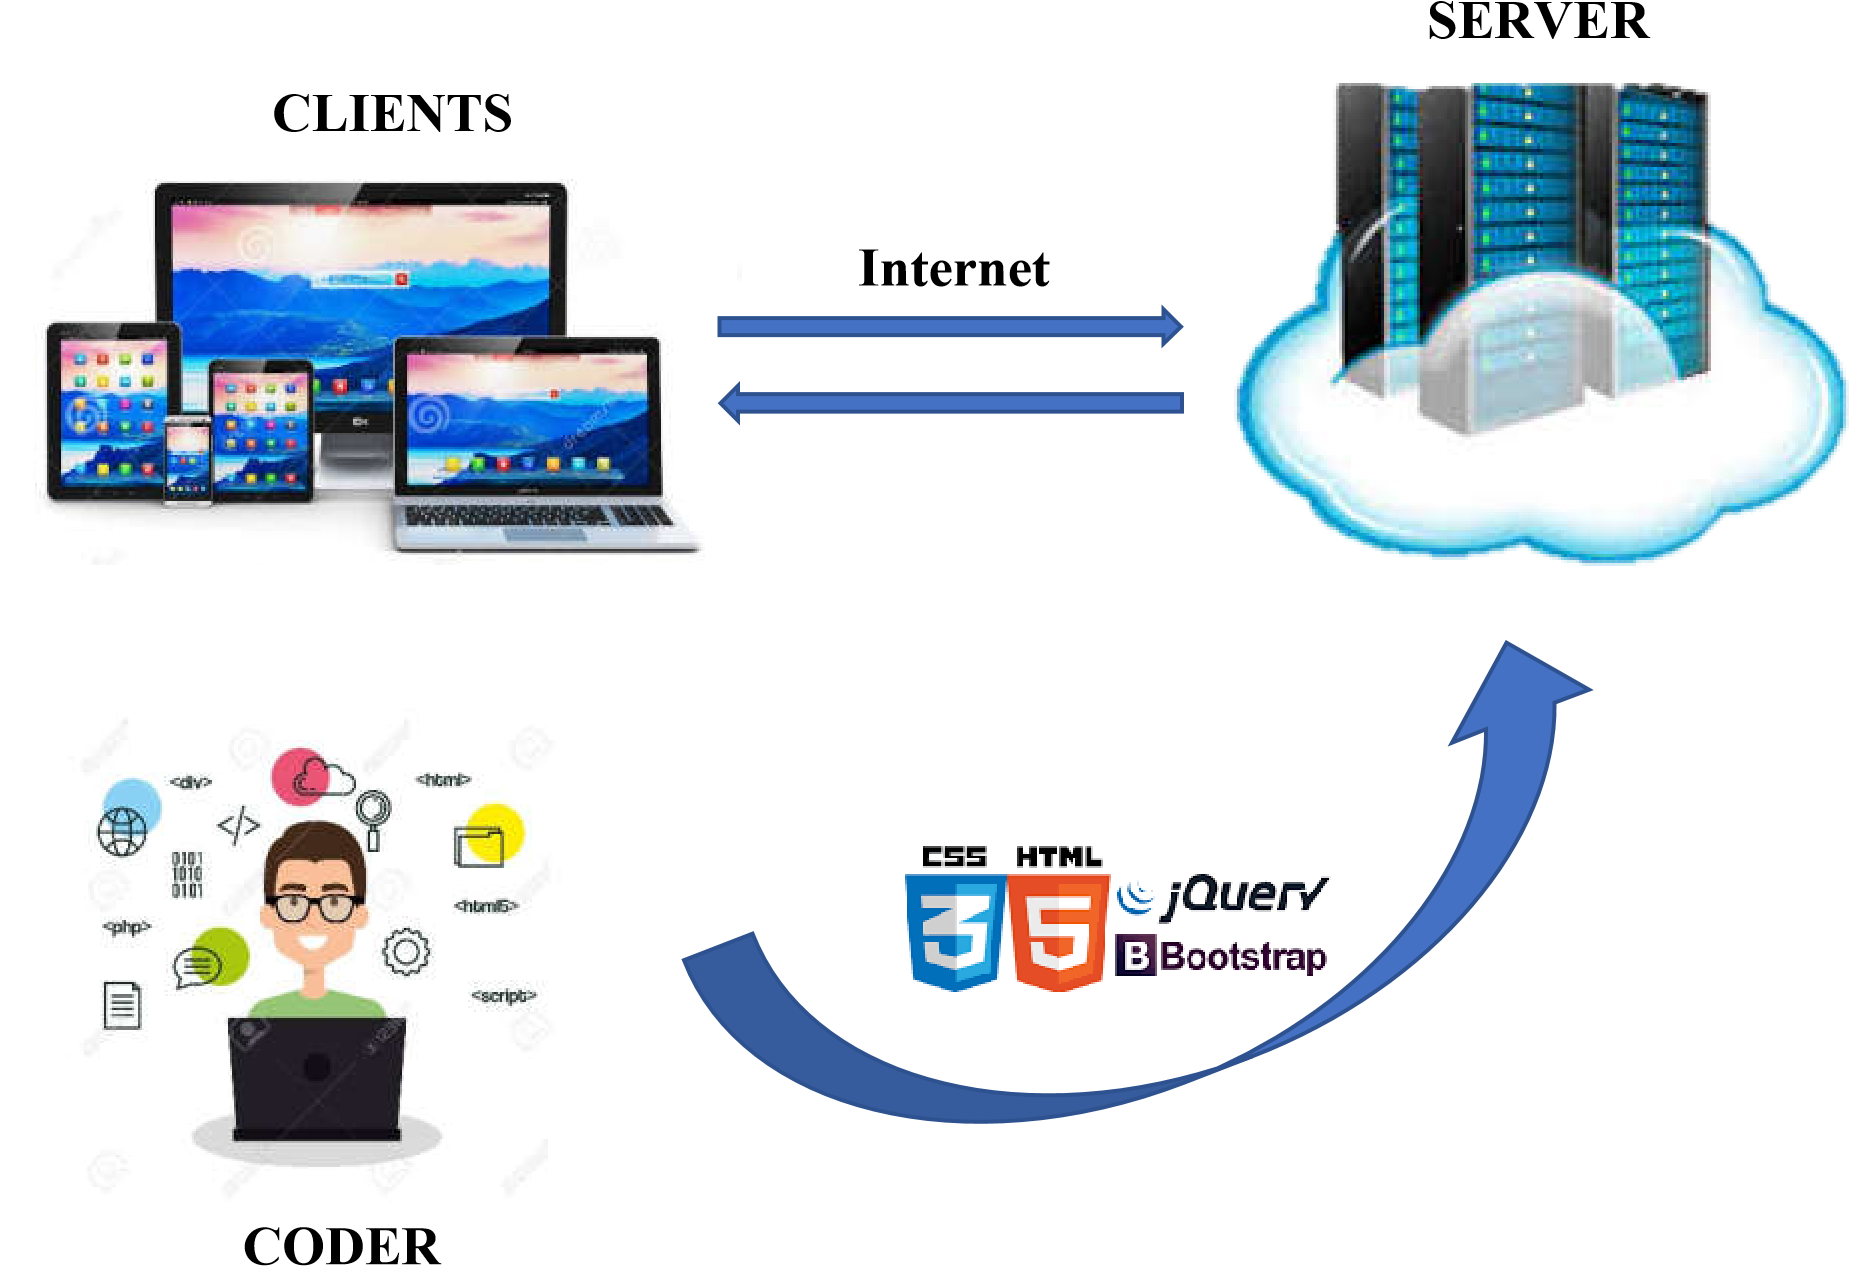 SERVER
CLIENTS
Internet
<div>
<html>
</>
0101
1010
0101
<html5>
<php>
<script>
CSS HTML
3 5
jQuery
B Bootstrap
CODER